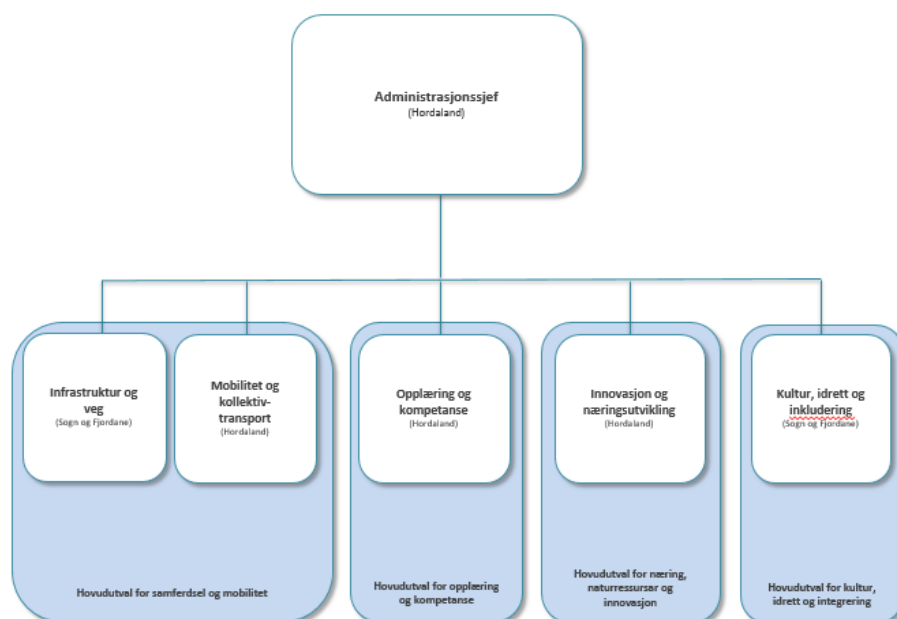 Administrasjonssjef
(Hordaland)
Infrastruktur og
veg
(Sogn og Fjordane)
Mobilitet og
kollektiv-
transport
(Hordaland)
Opplæring og
kompetanse
(Hordaland)
Innovasjon og
næringsutvikling
(Hordaland)
Kultur, idrett og
inkludering
(Sogn og Fjordane)
Hovudutval for samferdsel og mobilitet
Hovudutval for opplæring
og kompetanse
Hovudutval for næring,
naturressursar og
innovasjon
Hovudutval for kultur,
idrett og integrering